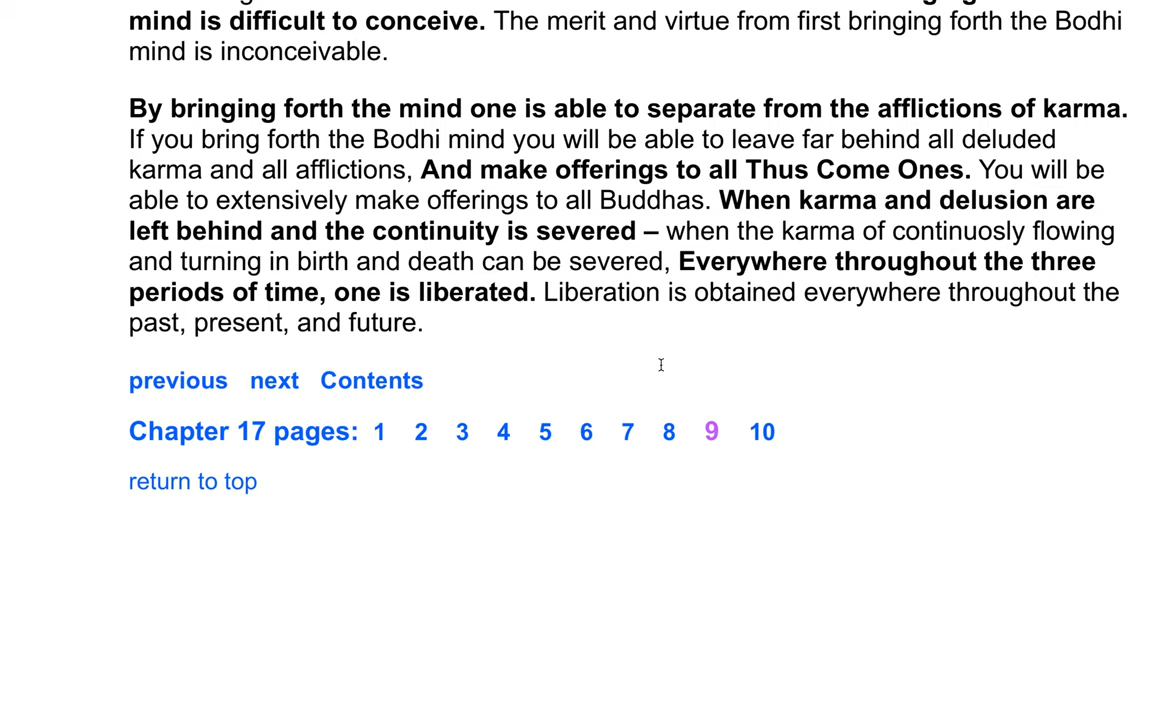 mind is difficult to conceive. The merit and virtue from first bringing forth the Bodhi
mind is inconceivable.
By bringing forth the mind one is able to separate from the afflictions of karma.
If you bring forth the Bodhi mind you will be able to leave far behind all deluded
karma and all afflictions, And make offerings to all Thus Come Ones. You will be
able to extensively make offerings to all Buddhas. When karma and delusion are
left behind and the continuity is severed – when the karma of continuosly flowing
and turning in birth and death can be severed, Everywhere throughout the three
periods of time, one is liberated. Liberation is obtained everywhere throughout the
past, present, and future.
previous next Contents
Chapter 17 pages: 1 2 3 4 5 6 7 8 9 10
return to top